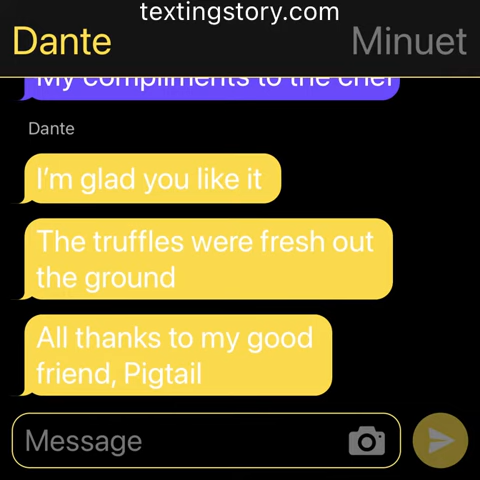 textingstory.com
Dante
Minuet
My compliments to the chef
Dante
I'm glad you like it
The truffles were fresh out
the ground
All thanks to my good
friend, Pigtail
Message